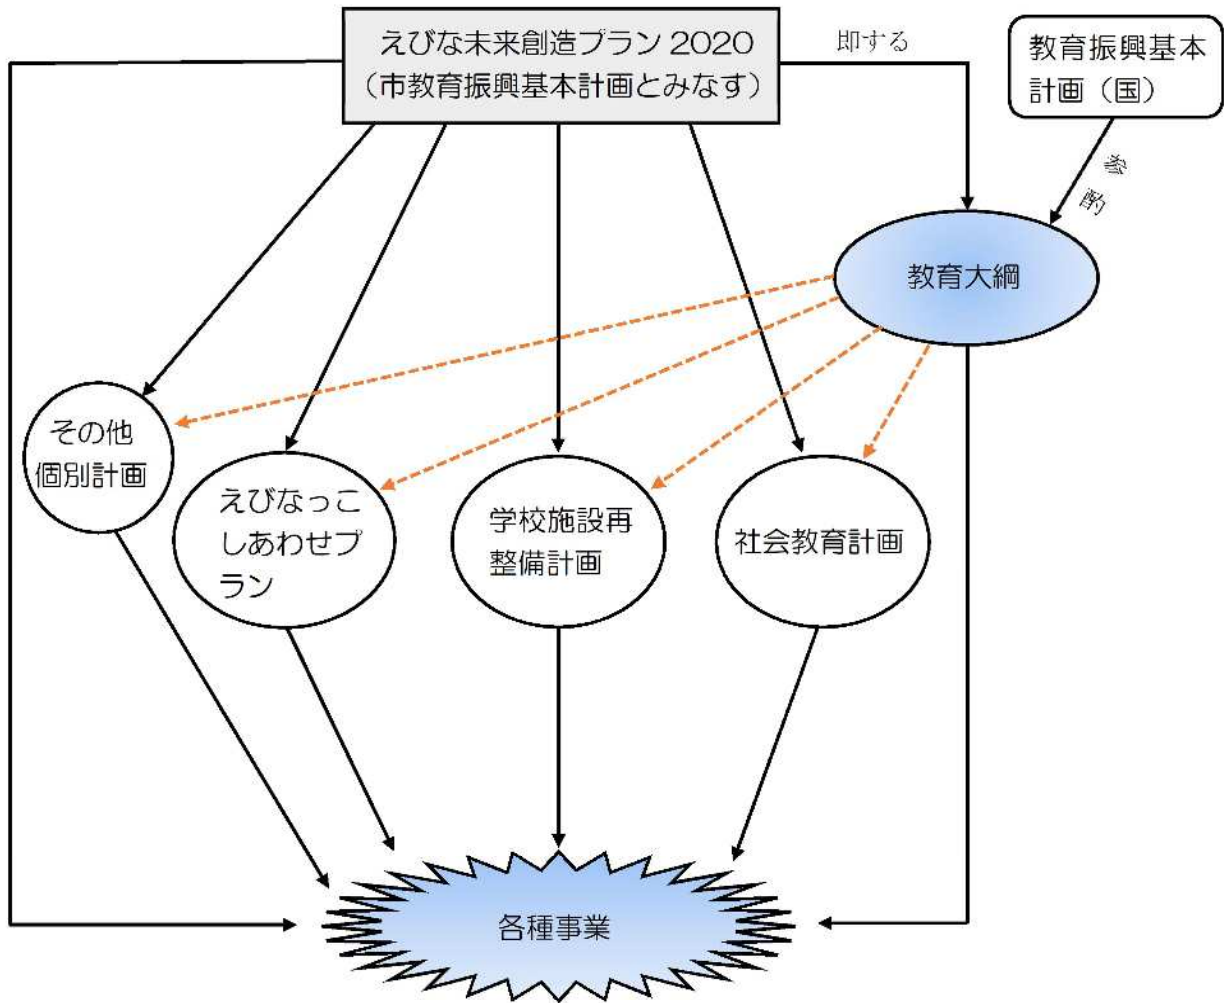 えびな未来創造プラン2020
（市教育振興基本計画とみなす）
即する
教育振興基本
計画（国）
参酌
教育大綱
その他
個別計画
えびなっこ
しあわせプ
ラン
学校施設再
整備計画
社会教育計画
各種事業